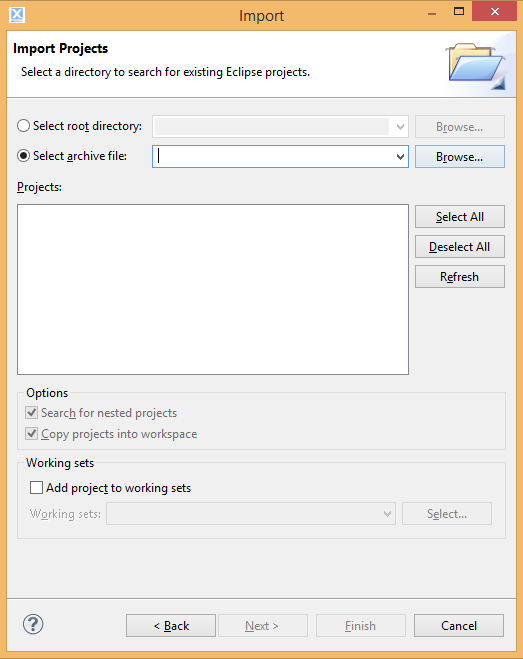 Import
Import Projects
Select a directory to search for existing Eclipse projects.
Select root directory:
Browse...
Select archive file:
Browse...
Projects:
Select All
Deselect All
Refresh
Options
Search for nested projects
Copy projects into workspace
Working sets
Add project to working sets
Working sets:
Select...
?
< Back
Next >
Finish
Cancel